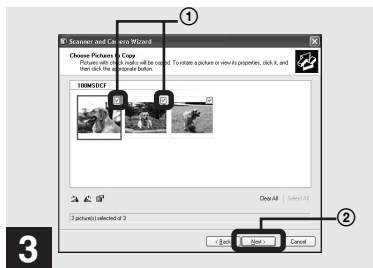 ①
Scanner and Camera Wizard
Choose Pictures to Copy
Pictures with check marks will be copied. To rotate a picture or view its properties, click it, and
then click the appropriate button.
100MSDCF
Clear All
Select All
3 picture(s) selected of 3
②
< Back
Next >
Cancel
3